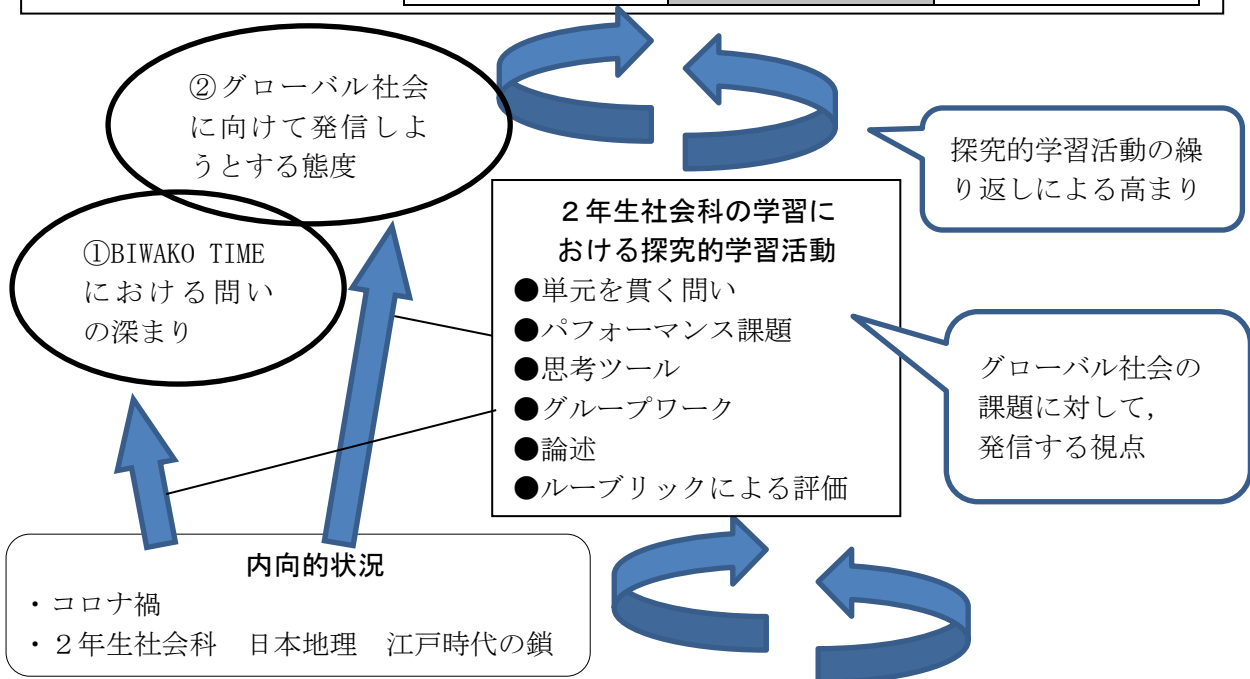 ②グローバル社会
に向けて発信しよ
うとする態度
探究的学習活動の繰
り返しによる高まり
①BIWAKO TIME
における問い
の深まり
２年生社会科の学習に
おける探究的学習活動
●単元を貫く問い
●パフォーマンス課題
●思考ツール
●グループワーク
●論述
●ルーブリックによる評価
グローバル社会の
課題に対して，
発信する視点
内向的状況
・コロナ禍
・２年生社会科　日本地理　江戸時代の鎖